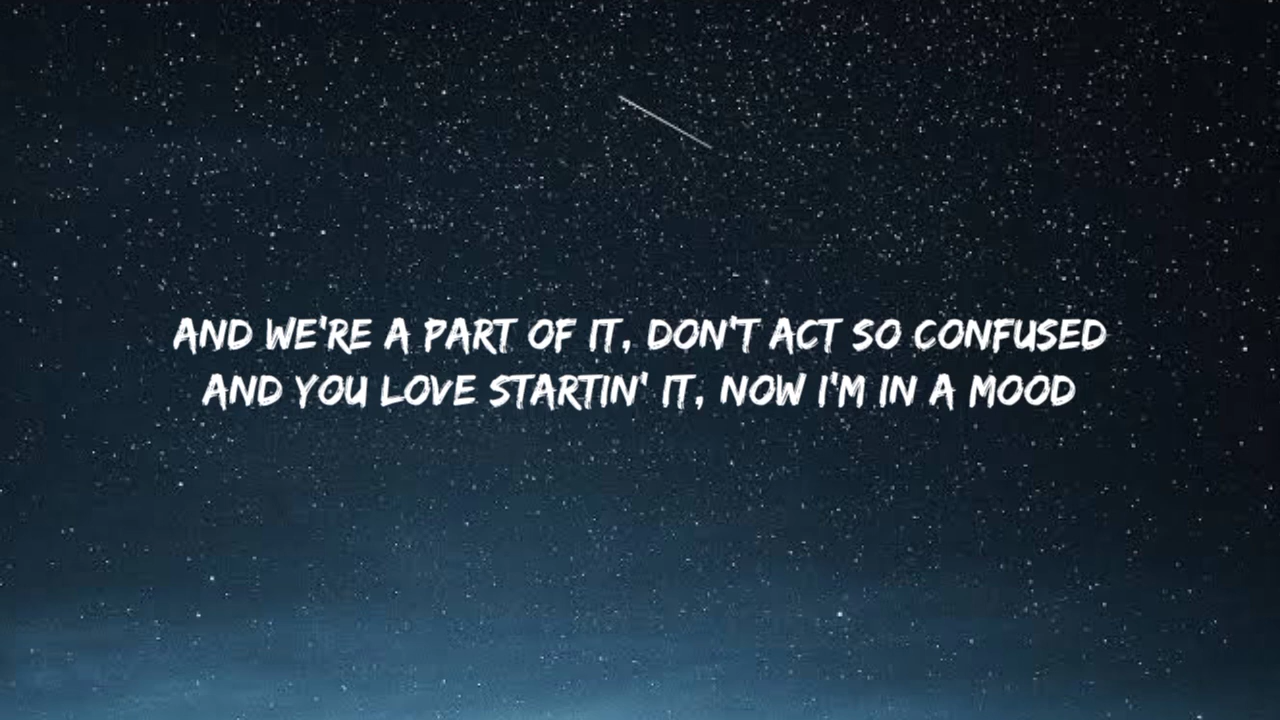 AND WE'RE A PART OF IT, DON'T ACT SO CONFUSED
AND YOU LOVE STARTIN' IT, NOW I'M IN A MOOD